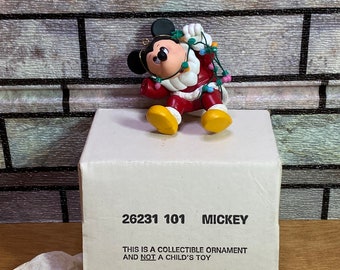 26231 101 MICKEY
THIS IS A COLLECTIBLE ORNAMENT
AND NOT A CHILD'S TOY